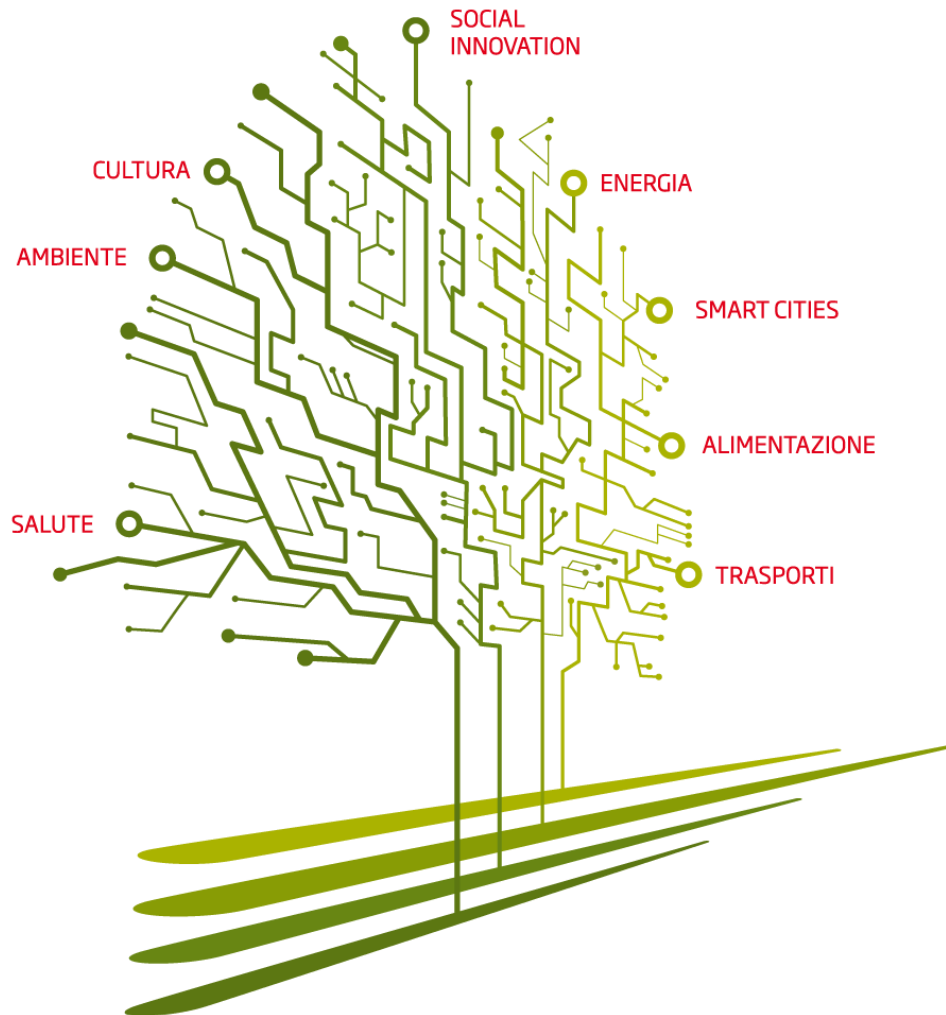 SOCIAL
INNOVATION
CULTURA
ENERGIA
AMBIENTE
SMART CITIES
ALIMENTAZIONE
SALUTE
TRASPORTI